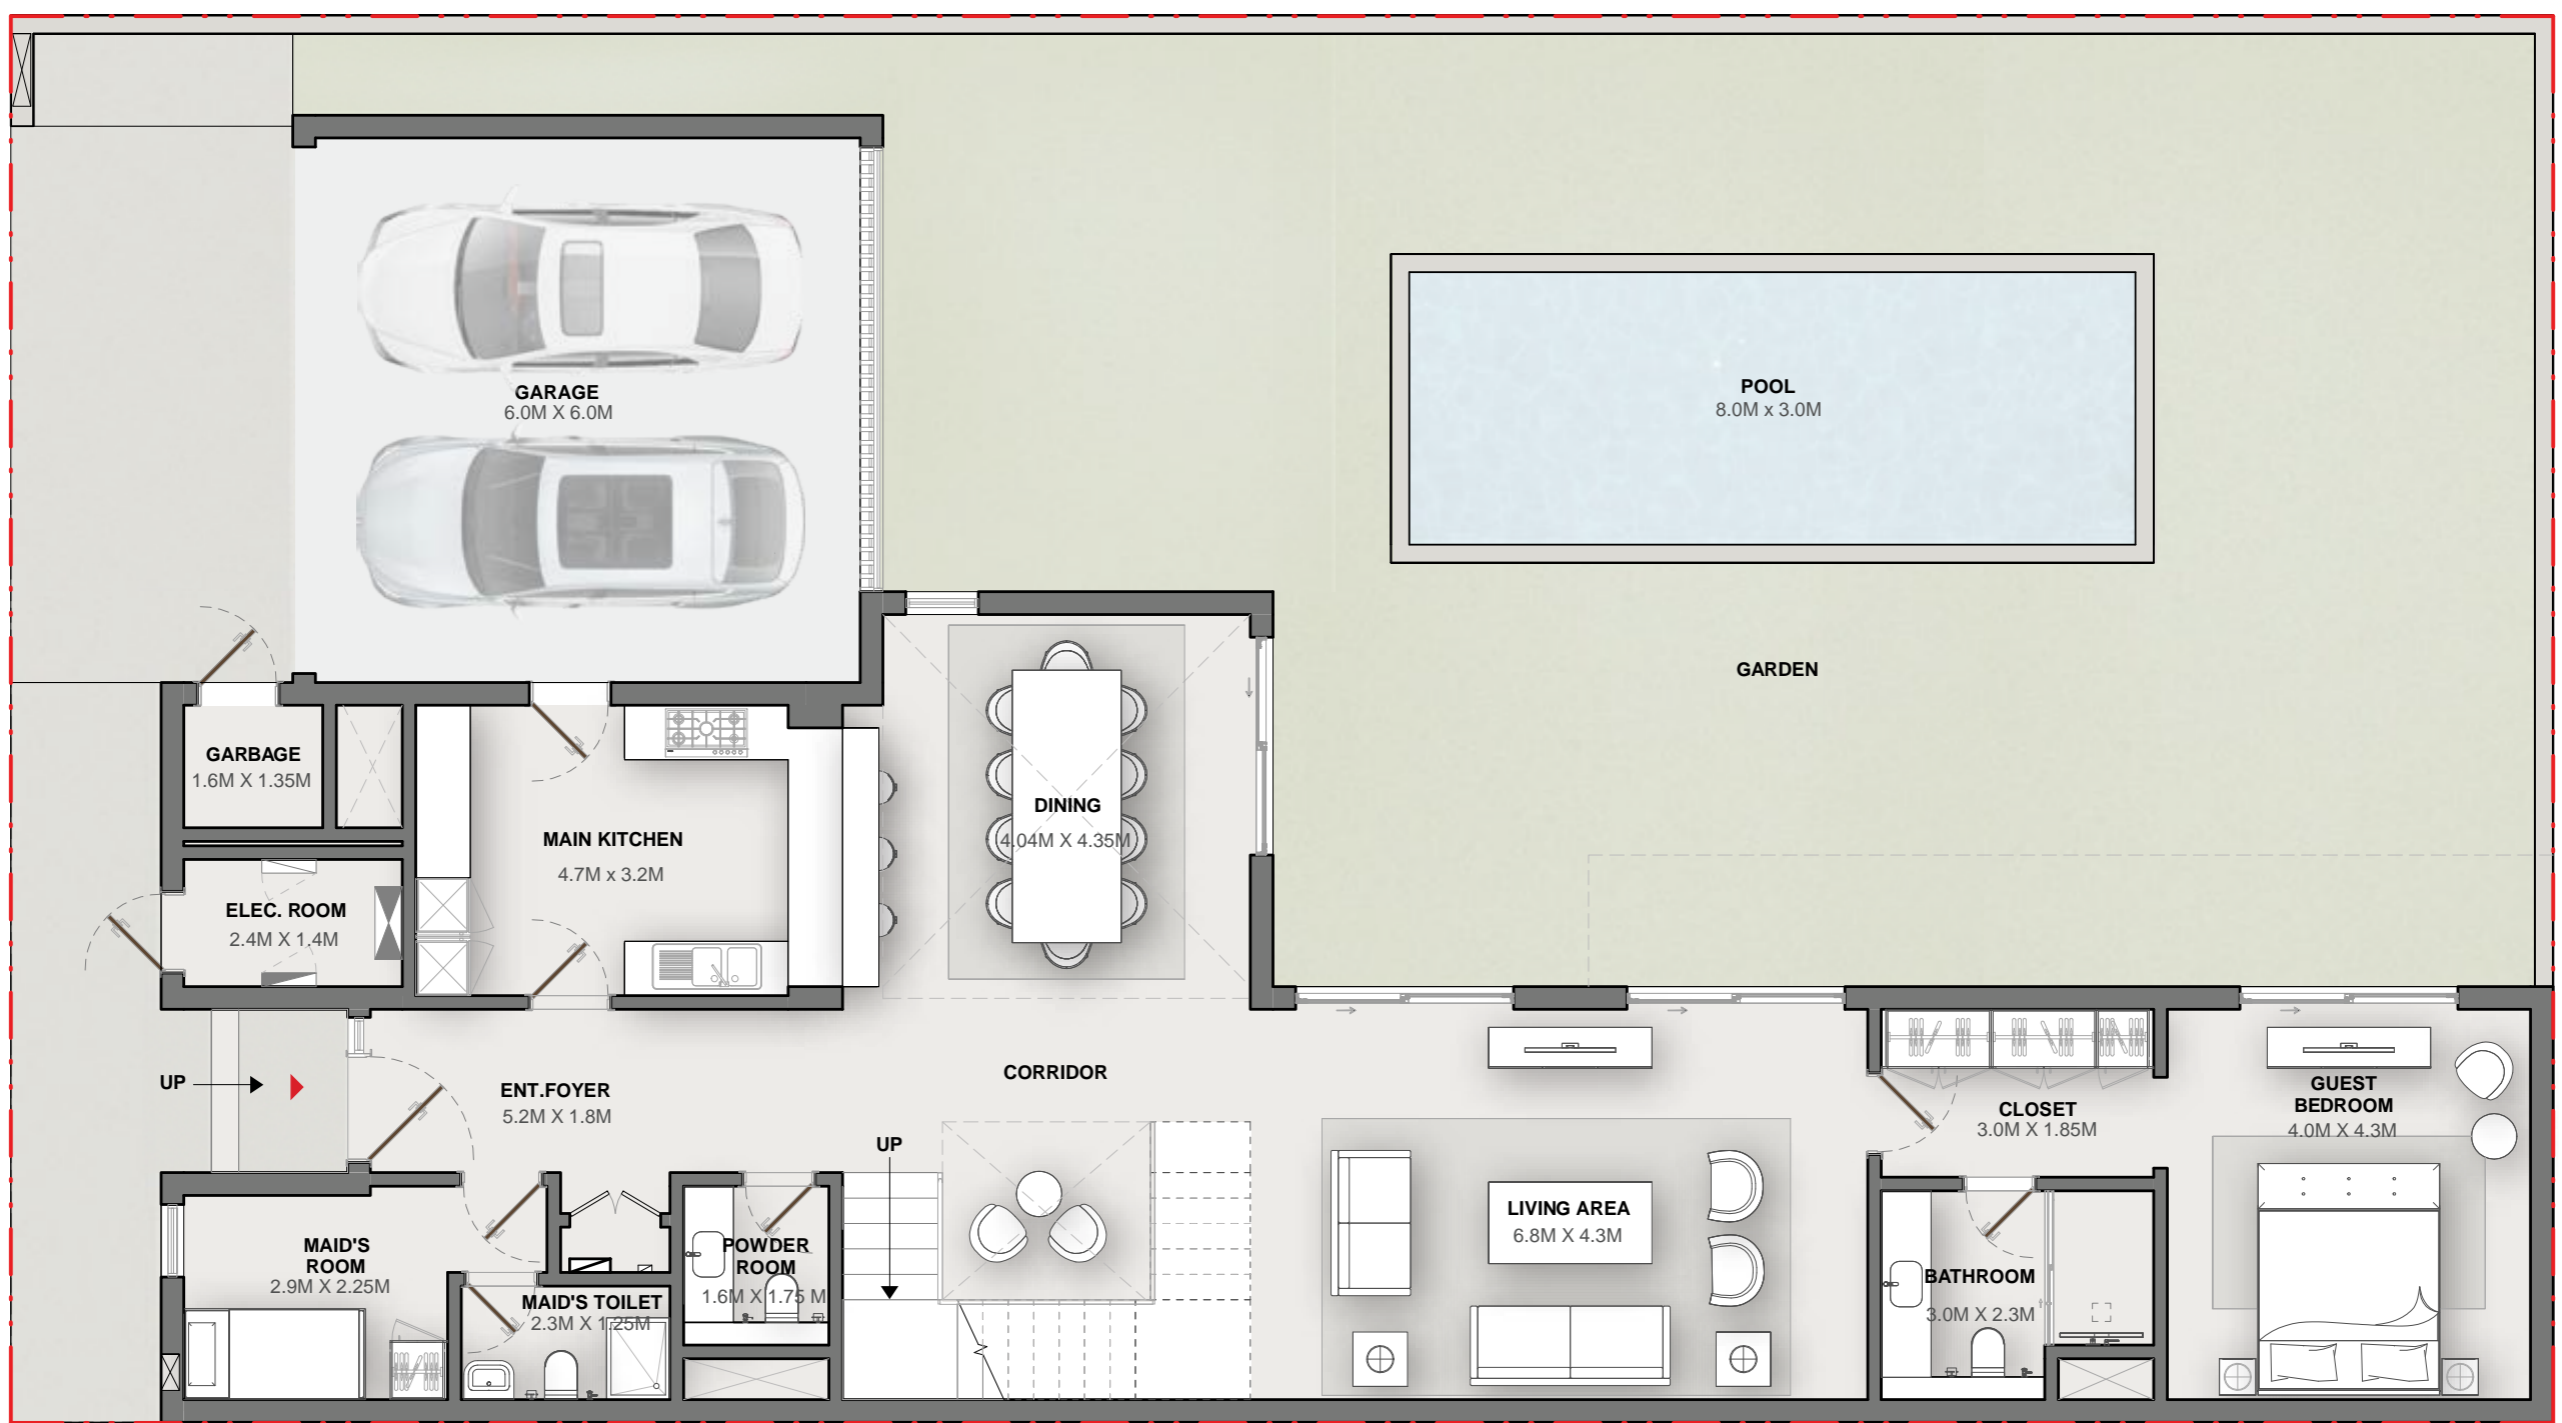 GARAGE
6.0M X 6.0M
POOL
8.0M x 3.0M
GARDEN
GARBAGE
1.6M X 1.35M
MAIN KITCHEN
4.7M x 3.2M
DINING
4.04M X 4.35M
ELEC. ROOM
2.4M X 1.4M
UP
ENT.FOYER
5.2M X 1.8M
CORRIDOR
UP
CLOSET
3.0M X 1.85M
GUEST
BEDROOM
4.0M X 4.3M
LIVING AREA
6.8M X 4.3M
MAID'S
ROOM
2.9M X 2.25M
POWDER
ROOM
1.6M X 1.75 M
MAID'S TOILET
2.3M X 1.25M
BATHROOM
3.0M X 2.3M